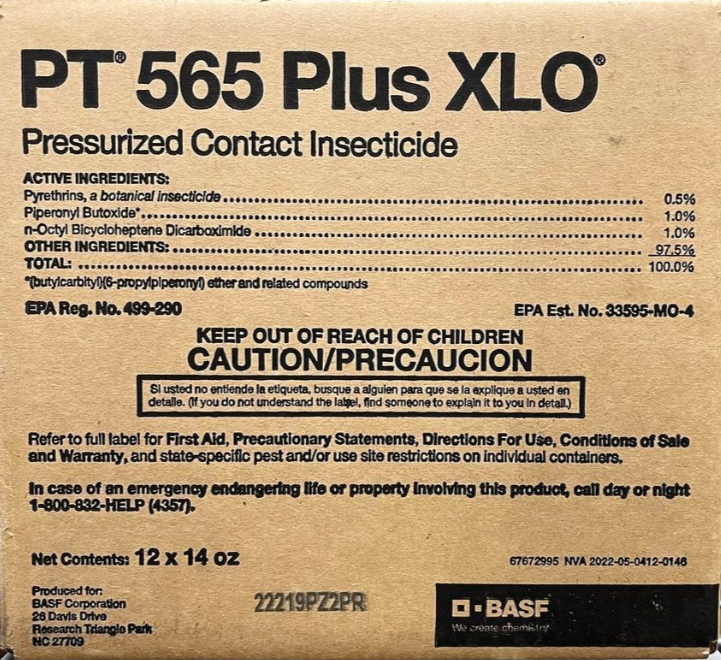 PT® 565 Plus XLO®
Pressurized Contact Insecticide
ACTIVE INGREDIENTS:
Pyrethrins, a botanical insecticide ........ 0.5%
Piperonyl Butoxide* ........ 1.0%
n-Octyl Bicycloheptene Dicarboximide ........ 1.0%
OTHER INGREDIENTS: ........ 97.5%
TOTAL: ........ 100.0%
*(butylcarbityl)(6-propylpiperonyl) ether and related compounds
EPA Reg. No. 499-290 EPA Est. No. 33595-MO-4
KEEP OUT OF REACH OF CHILDREN
CAUTION/PRECAUCION
Si usted no entiende la etiqueta, busque a alguien para que se la explique a usted en
detalle. (If you do not understand the label, find someone to explain it to you in detail.)
Refer to full label for First Aid, Precautionary Statements, Directions For Use, Conditions of Sale
and Warranty, and state-specific pest and/or use site restrictions on individual containers.
In case of an emergency endangering life or property involving this product, call day or night
1-800-832-HELP (4357).
Net Contents: 12 x 14 oz 67672995 NVA 2022-05-0412-0146
Produced for:
BASF Corporation
26 Davis Drive
Research Triangle Park
NC 27709
22219PZ2PR
BASF
We create chemistry